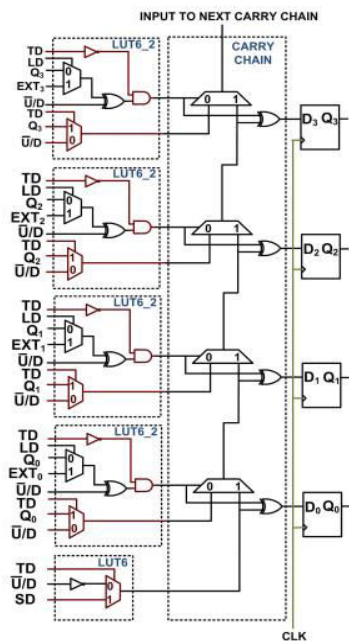 INPUT TO NEXT CARRY CHAIN
TD
LUT6_2
CARRY CHAIN
LD
Q3
0
EXT3
1
U̅/D
TD
Q3
0
U̅/D
1
0 1
D3 Q3
TD
LUT6_2
LD
Q2
0
EXT2
1
U̅/D
TD
Q2
0
U̅/D
1
0 1
D2 Q2
TD
LUT6_2
LD
Q1
0
EXT1
1
U̅/D
TD
Q1
0
U̅/D
1
0 1
D1 Q1
TD
LUT6_2
LD
Q0
0
EXT0
1
U̅/D
TD
Q0
0
U̅/D
1
0 1
D0 Q0
LUT6
TD
U̅/D
0
SD
1
CLK